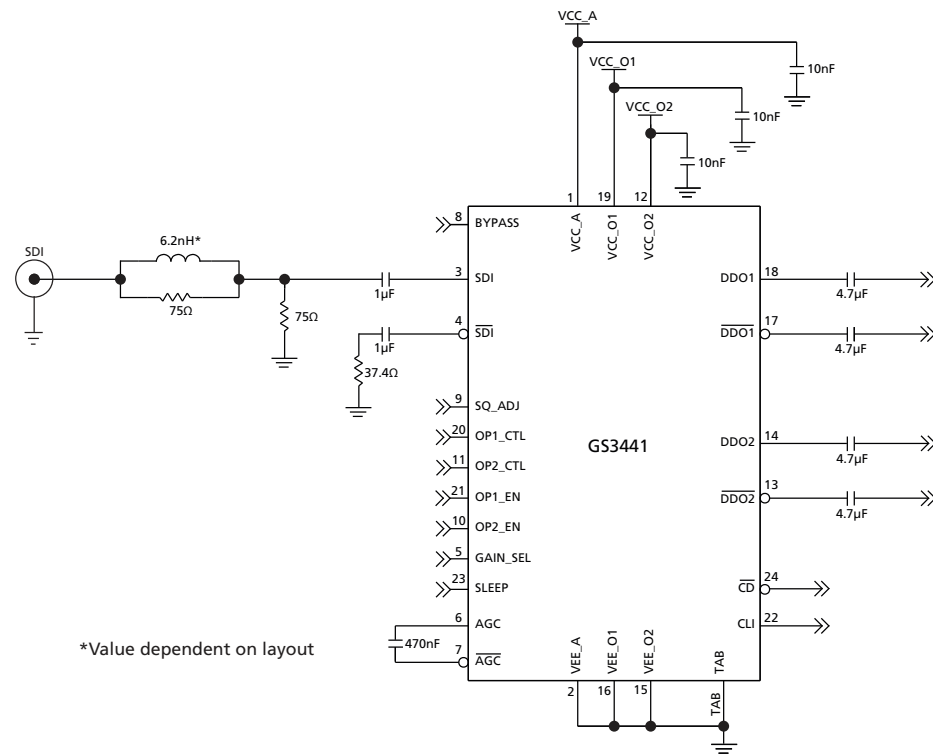 VCC_A
10nF
VCC_O1
10nF
VCC_O2
10nF
1
19
12
VCC_A
VCC_O1
VCC_O2
8
BYPASS
SDI
6.2nH*
75Ω
75Ω
1µF
3
SDI
4
SDI
1µF
37.4Ω
9
SQ_ADJ
20
OP1_CTL
11
OP2_CTL
21
OP1_EN
10
OP2_EN
5
GAIN_SEL
23
SLEEP
6
AGC
470nF
7
AGC
GS3441
DDO1
18
4.7µF
DDO1
17
4.7µF
DDO2
14
4.7µF
DDO2
13
4.7µF
CD
24
CLI
22
VEE_A
VEE_O1
VEE_O2
TAB
2
16
15
TAB
*Value dependent on layout